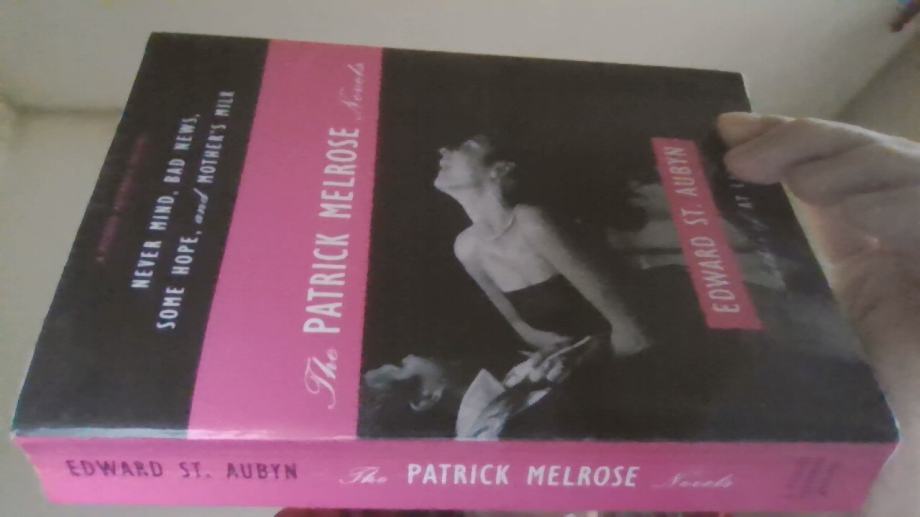 NEVER MIND, BAD NEWS,
SOME HOPE, and MOTHER'S MILK
The PATRICK MELROSE Novels
EDWARD ST. AUBYN
AT
EDWARD ST. AUBYN The PATRICK MELROSE Novels